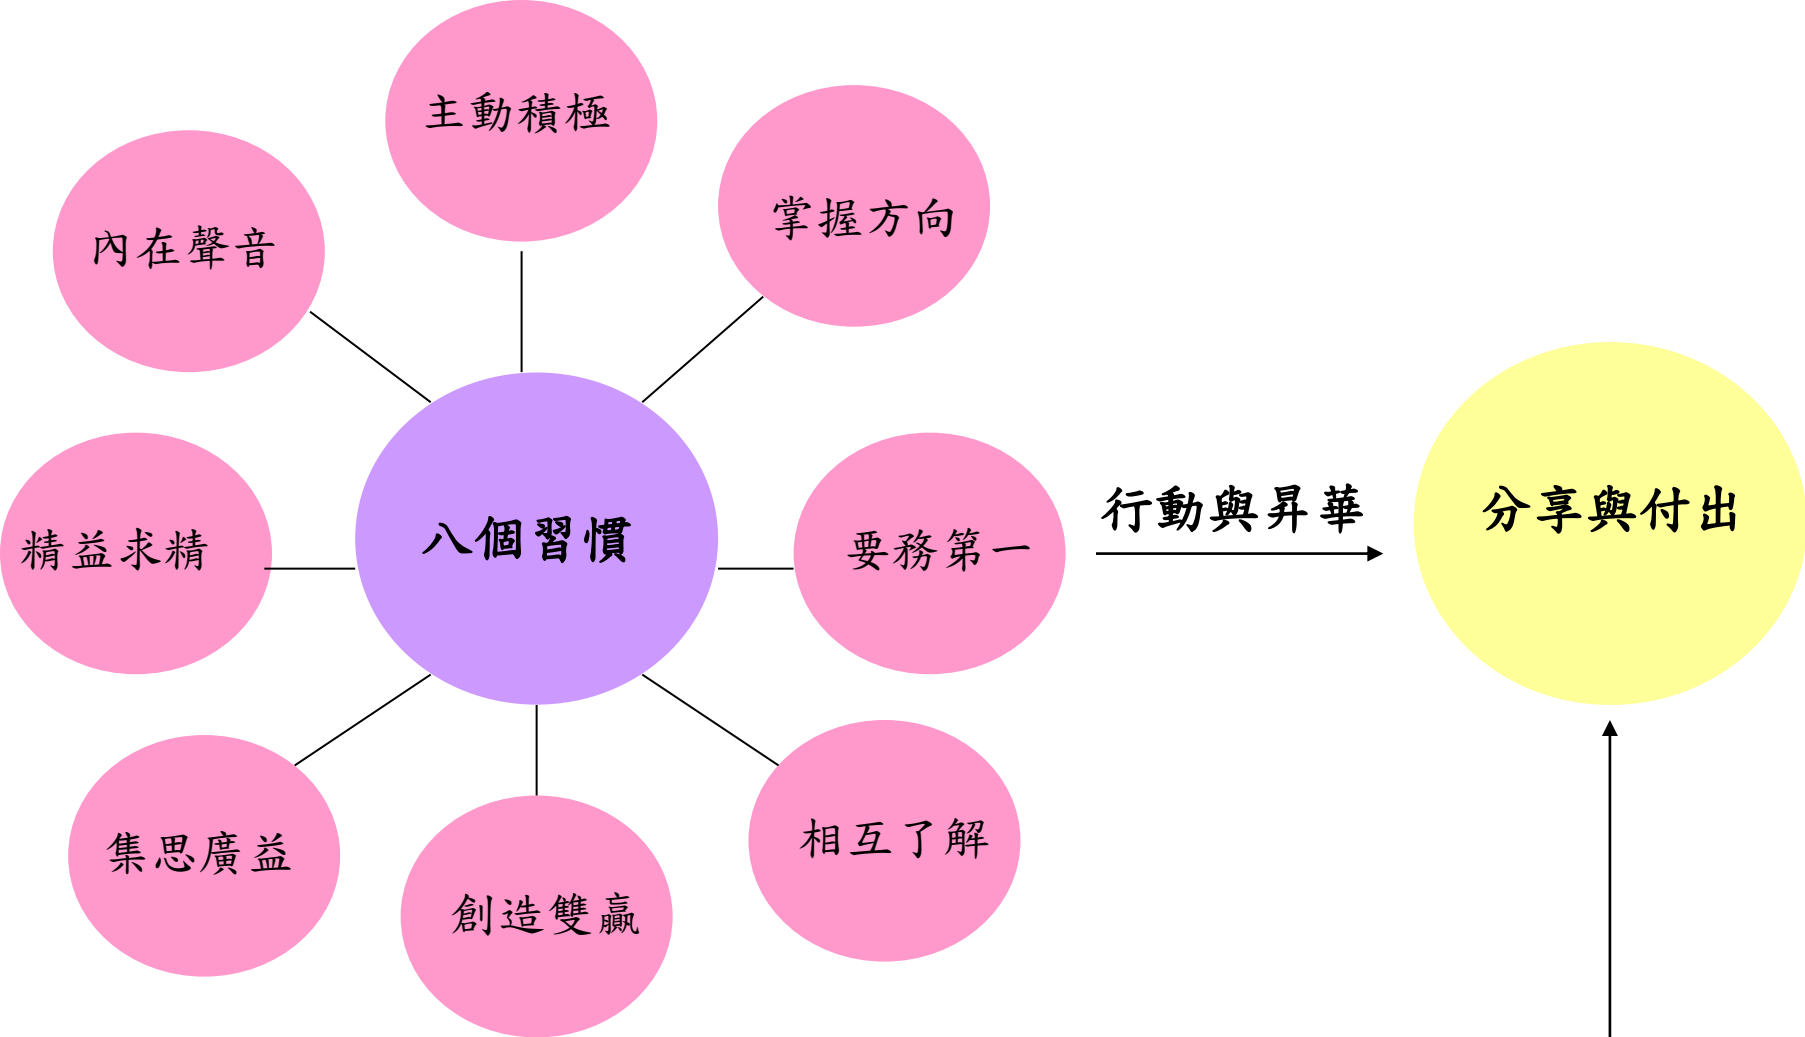 主動積極
掌握方向
內在聲音
行動與昇華
分享與付出
八個習慣
精益求精
要務第一
相互了解
集思廣益
創造雙贏